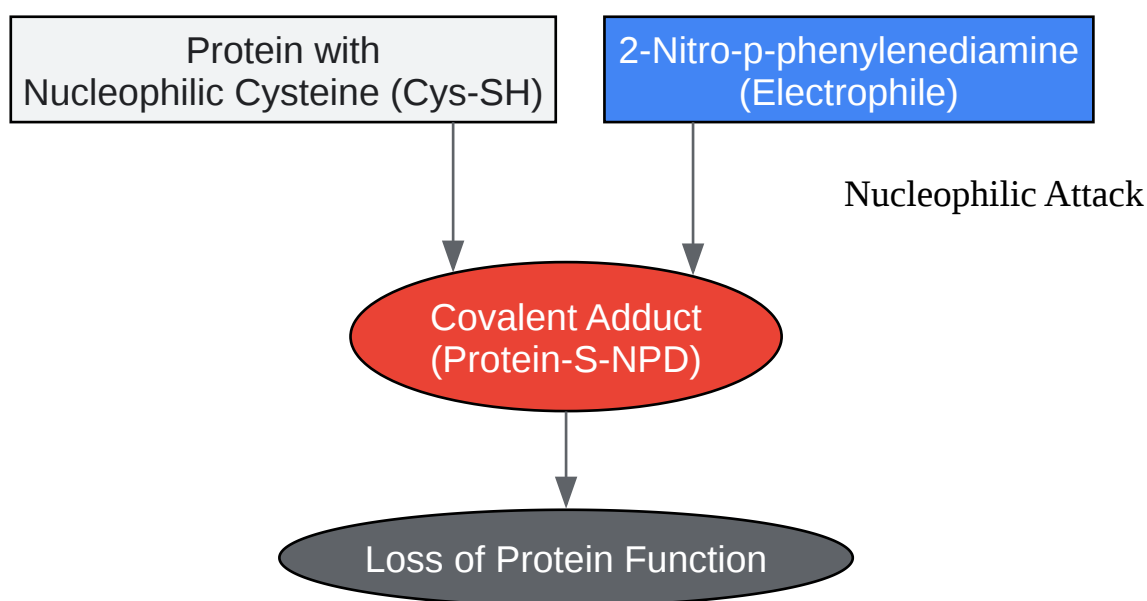 Protein with
Nucleophilic Cysteine (Cys-SH)
2-Nitro-p-phenylenediamine
(Electrophile)
Nucleophilic Attack
Covalent Adduct
(Protein-S-NPD)
Loss of Protein Function